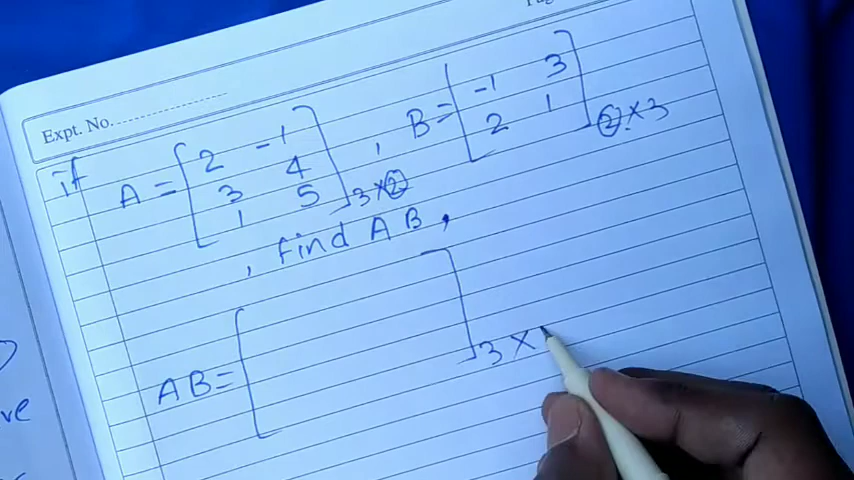 Expt. No.
if A = [2 -1 3 4 1 5] 3×2 , B = [-1 3 2 1] 2×3
, find AB,
AB = [ ] 3×
ve